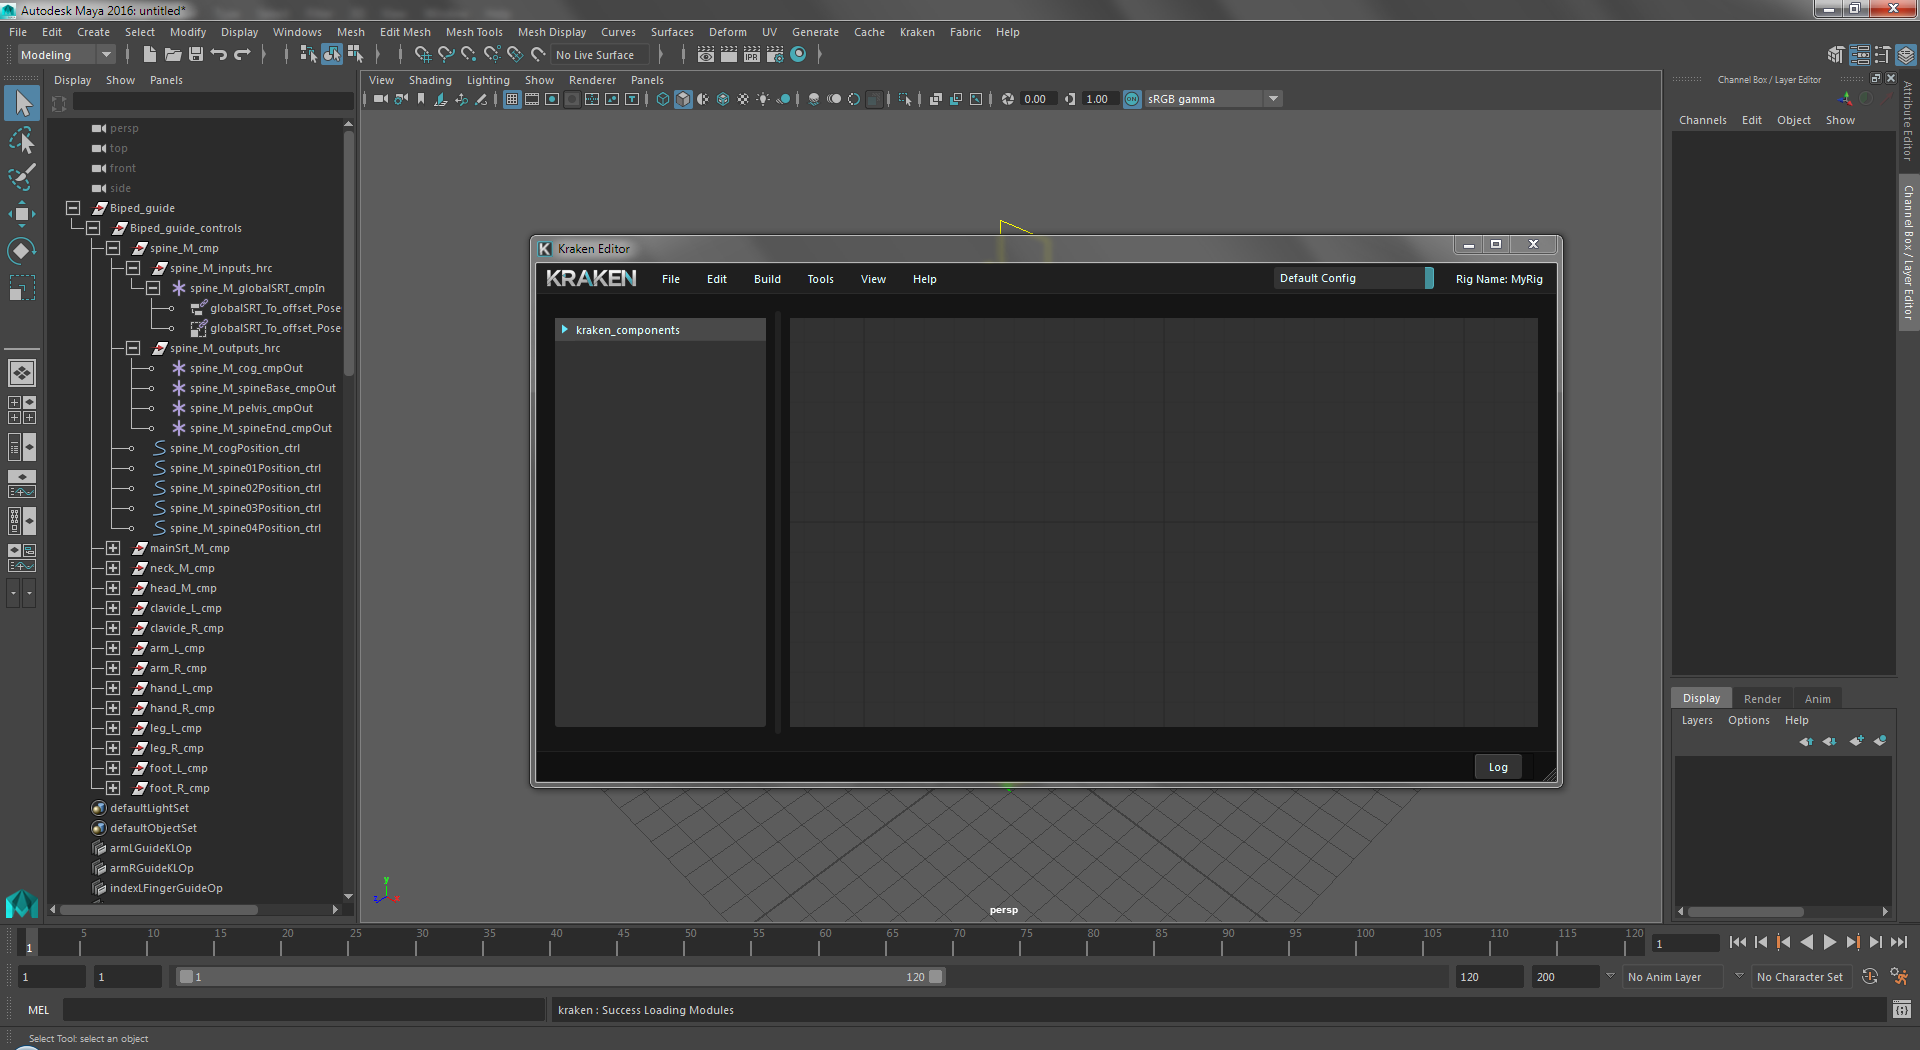 Autodesk Maya 2016: untitled*
File Edit Create Select Modify Display Windows Mesh Edit Mesh Mesh Tools Mesh Display Curves Surfaces Deform UV Generate Cache Kraken Fabric Help
Modeling
No Live Surface
IPR
Display Show Panels
View Shading Lighting Show Renderer Panels
0.00
1.00
ON
sRGB gamma
Channel Box / Layer Editor
Channels Edit Object Show
Attribute Editor
Channel Box / Layer Editor
persp
top
front
side
Biped_guide
Biped_guide_controls
spine_M_cmp
spine_M_inputs_hrc
spine_M_globalSRT_cmpIn
globalSRT_To_offset_Pose
globalSRT_To_offset_Pose
spine_M_outputs_hrc
spine_M_cog_cmpOut
spine_M_spineBase_cmpOut
spine_M_pelvis_cmpOut
spine_M_spineEnd_cmpOut
spine_M_cogPosition_ctrl
spine_M_spine01Position_ctrl
spine_M_spine02Position_ctrl
spine_M_spine03Position_ctrl
spine_M_spine04Position_ctrl
mainSrt_M_cmp
neck_M_cmp
head_M_cmp
clavicle_L_cmp
clavicle_R_cmp
arm_L_cmp
arm_R_cmp
hand_L_cmp
hand_R_cmp
leg_L_cmp
leg_R_cmp
foot_L_cmp
foot_R_cmp
defaultLightSet
defaultObjectSet
armLGuideKLOp
armRGuideKLOp
indexLFingerGuideOp
K Kraken Editor
KRAKEN File Edit Build Tools View Help
Default Config
Rig Name: MyRig
kraken_components
Log
y
z x
persp
Display Render Anim
Layers Options Help
1 5 10 15 20 25 30 35 40 45 50 55 60 65 70 75 80 85 90 95 100 105 110 115 120
1
1 1 1 120 120 200 No Anim Layer No Character Set
MEL
kraken : Success Loading Modules
Select Tool: select an object